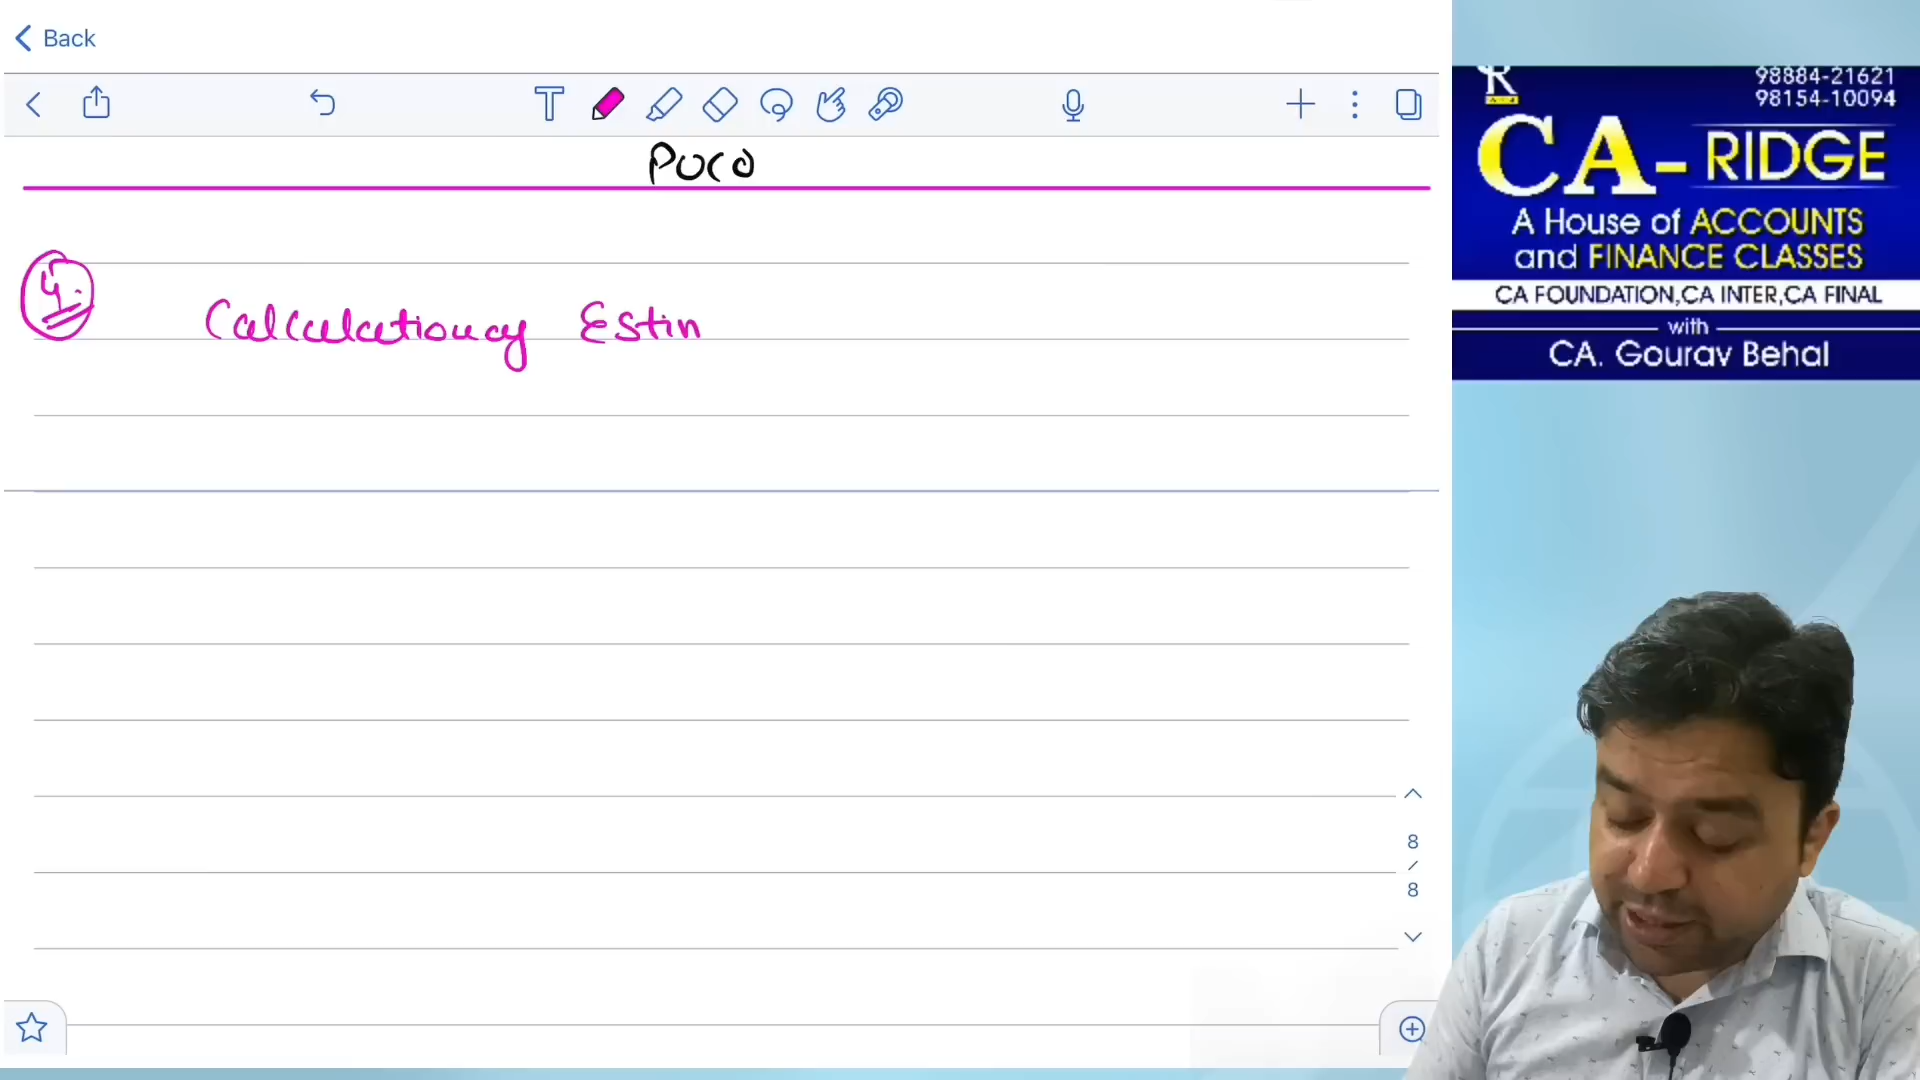 Back
98884-21621
98154-10094
T
CA-RIDGE
POCO
A House of ACCOUNTS
and FINANCE CLASSES
CA FOUNDATION,CA INTER,CA FINAL
with
CA. Gourav Behal
4.
Calculation of Estim
8
/
8